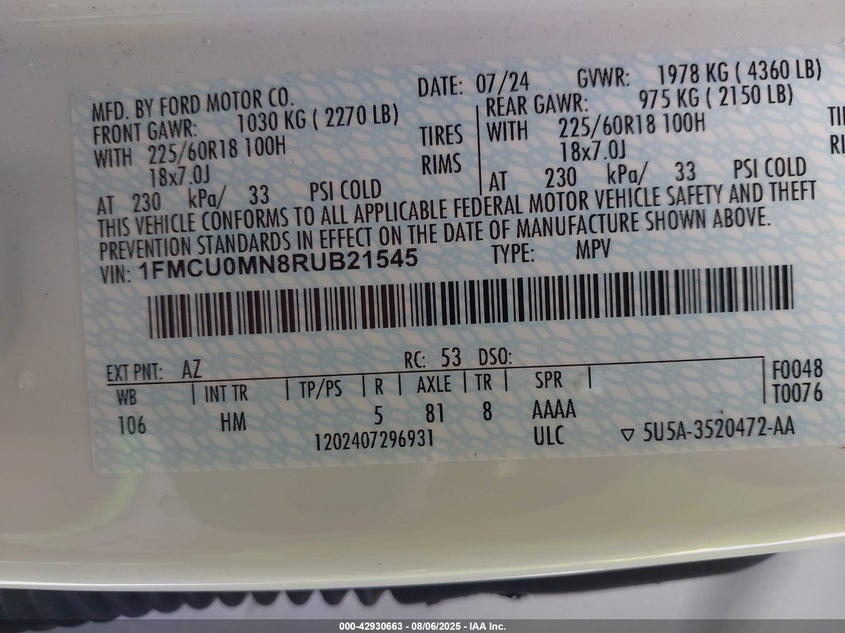 MFD. BY FORD MOTOR CO.
DATE: 07/24 GVWR: 1978 KG ( 4360 LB)
FRONT GAWR: 1030 KG ( 2270 LB)
REAR GAWR: 975 KG ( 2150 LB)
WITH 225/60R18 100H TIRES
WITH 225/60R18 100H
18x7.0J RIMS
18x7.0J
AT 230 kPa/ 33 PSI COLD
AT 230 kPa/ 33 PSI COLD
THIS VEHICLE CONFORMS TO ALL APPLICABLE FEDERAL MOTOR VEHICLE SAFETY AND THEFT
PREVENTION STANDARDS IN EFFECT ON THE DATE OF MANUFACTURE SHOWN ABOVE.
VIN: 1FMCU0MN8RUB21545 TYPE: MPV
EXT PNT: AZ RC: 53 DSO:
WB INT TR TP/PS R AXLE TR SPR F0048
T0076
106 HM 5 81 8 AAAA
1202407296931 ULC ▽ 5U5A-3520472-AA
000-42930663 - 08/06/2025 - IAA Inc.